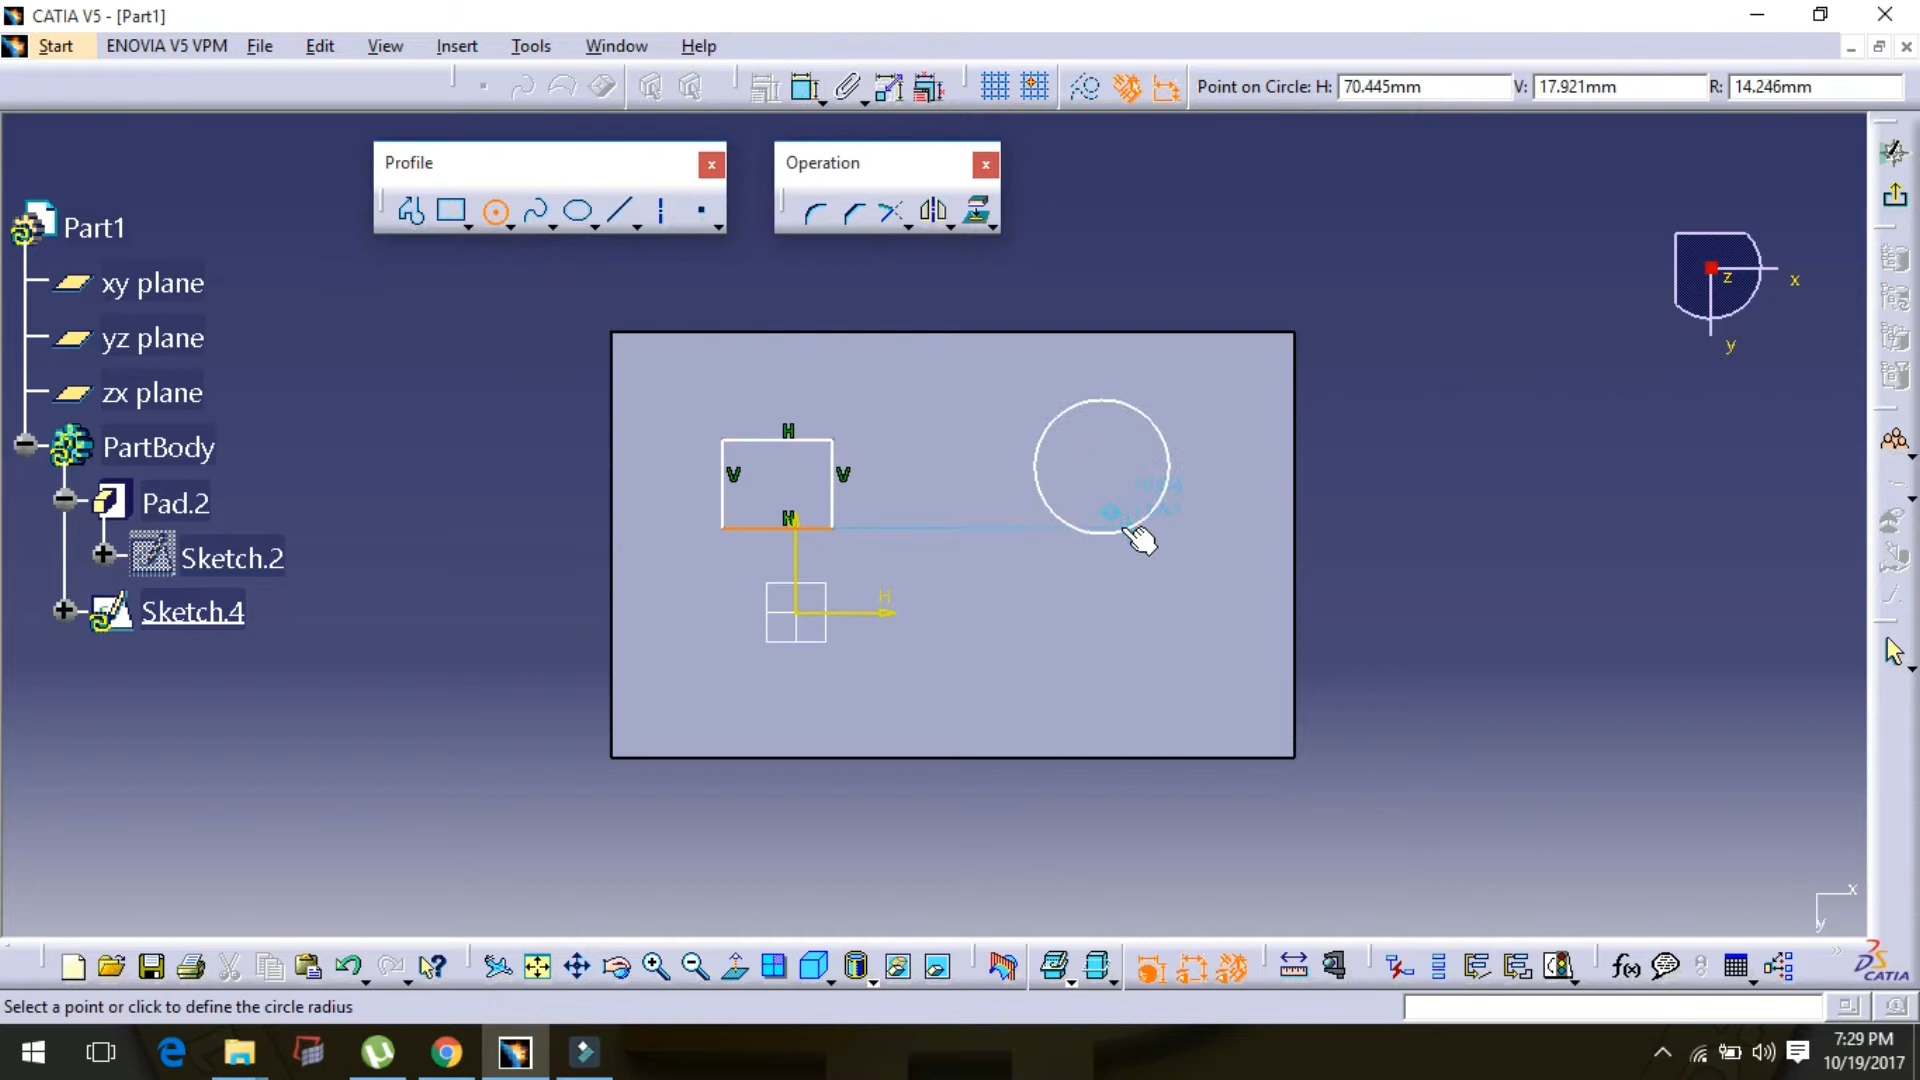 CATIA V5 - [Part1]
Start ENOVIA V5 VPM File Edit View Insert Tools Window Help
Point on Circle: H: 70.445mm V: 17.921mm R: 14.246mm
Profile
Operation
Part1
xy plane
yz plane
zx plane
PartBody
Pad.2
Sketch.2
Sketch.4
z
x
y
H
V V
H
H
x
y
f(x)
DS
CATIA
Select a point or click to define the circle radius
7:29 PM
10/19/2017